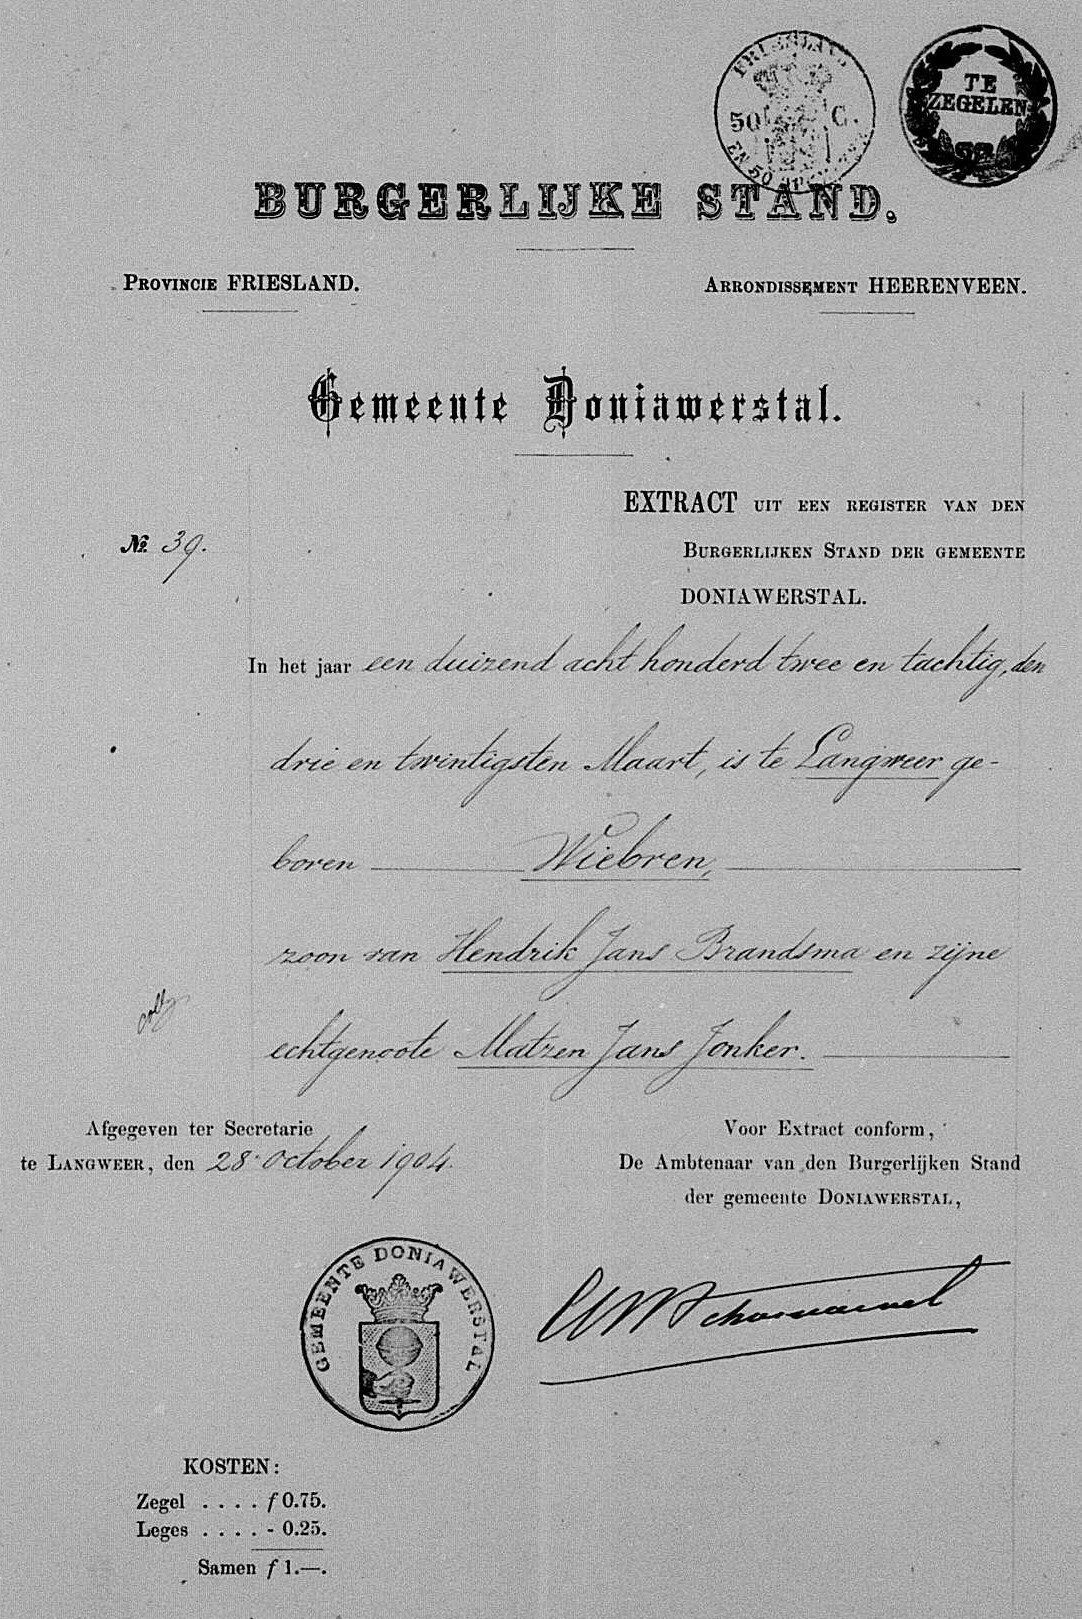 FRIESLAND
50 C.
EN 50
TE
ZEGELEN
BURGERLIJKE STAND.
PROVINCIE FRIESLAND.
ARRONDISSEMENT HEERENVEEN.
Gemeente Doniawerstal.
EXTRACT UIT EEN REGISTER VAN DEN
BURGERLIJKEN STAND DER GEMEENTE
DONIAWERSTAL.
№ 39.
In het jaar een duizend acht honderd twee en tachtig, den
drie en twintigsten Maart, is te Langweer ge-
boren Wiebren,
zoon van Hendrik Jans Brandsma en zijne
echtgenoote Matzen Jans Jonker.
Afgegeven ter Secretarie
te LANGWEER, den 28 October 1904.
Voor Extract conform,
De Ambtenaar van den Burgerlijken Stand
der gemeente DONIAWERSTAL,
GEMEENTE DONIAWERSTAL
KOSTEN:
Zegel . . . . f 0.75.
Leges . . . . . - 0.25.
Samen f 1.—.